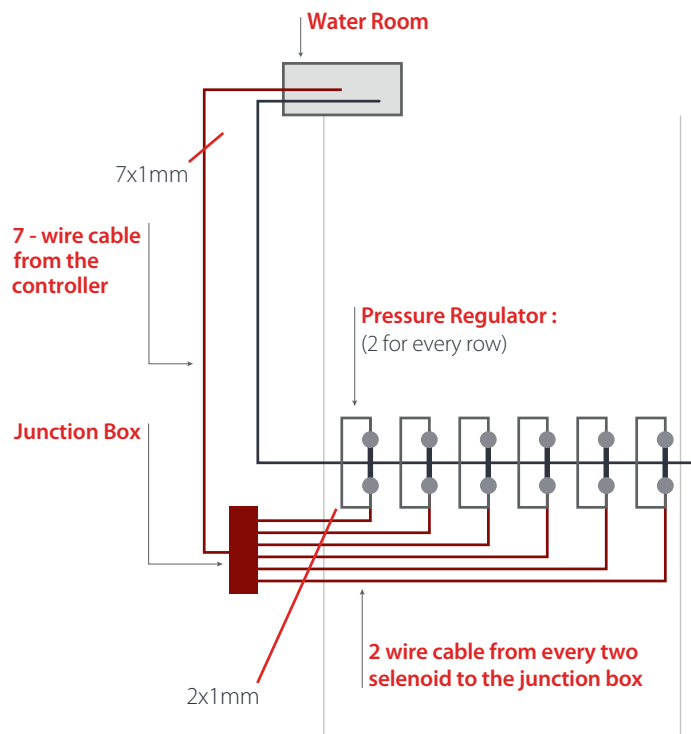 Water Room
7x1mm
7 - wire cable
from the
controller
Pressure Regulator :
(2 for every row)
Junction Box
2 wire cable from every two
selenoid to the junction box
2x1mm